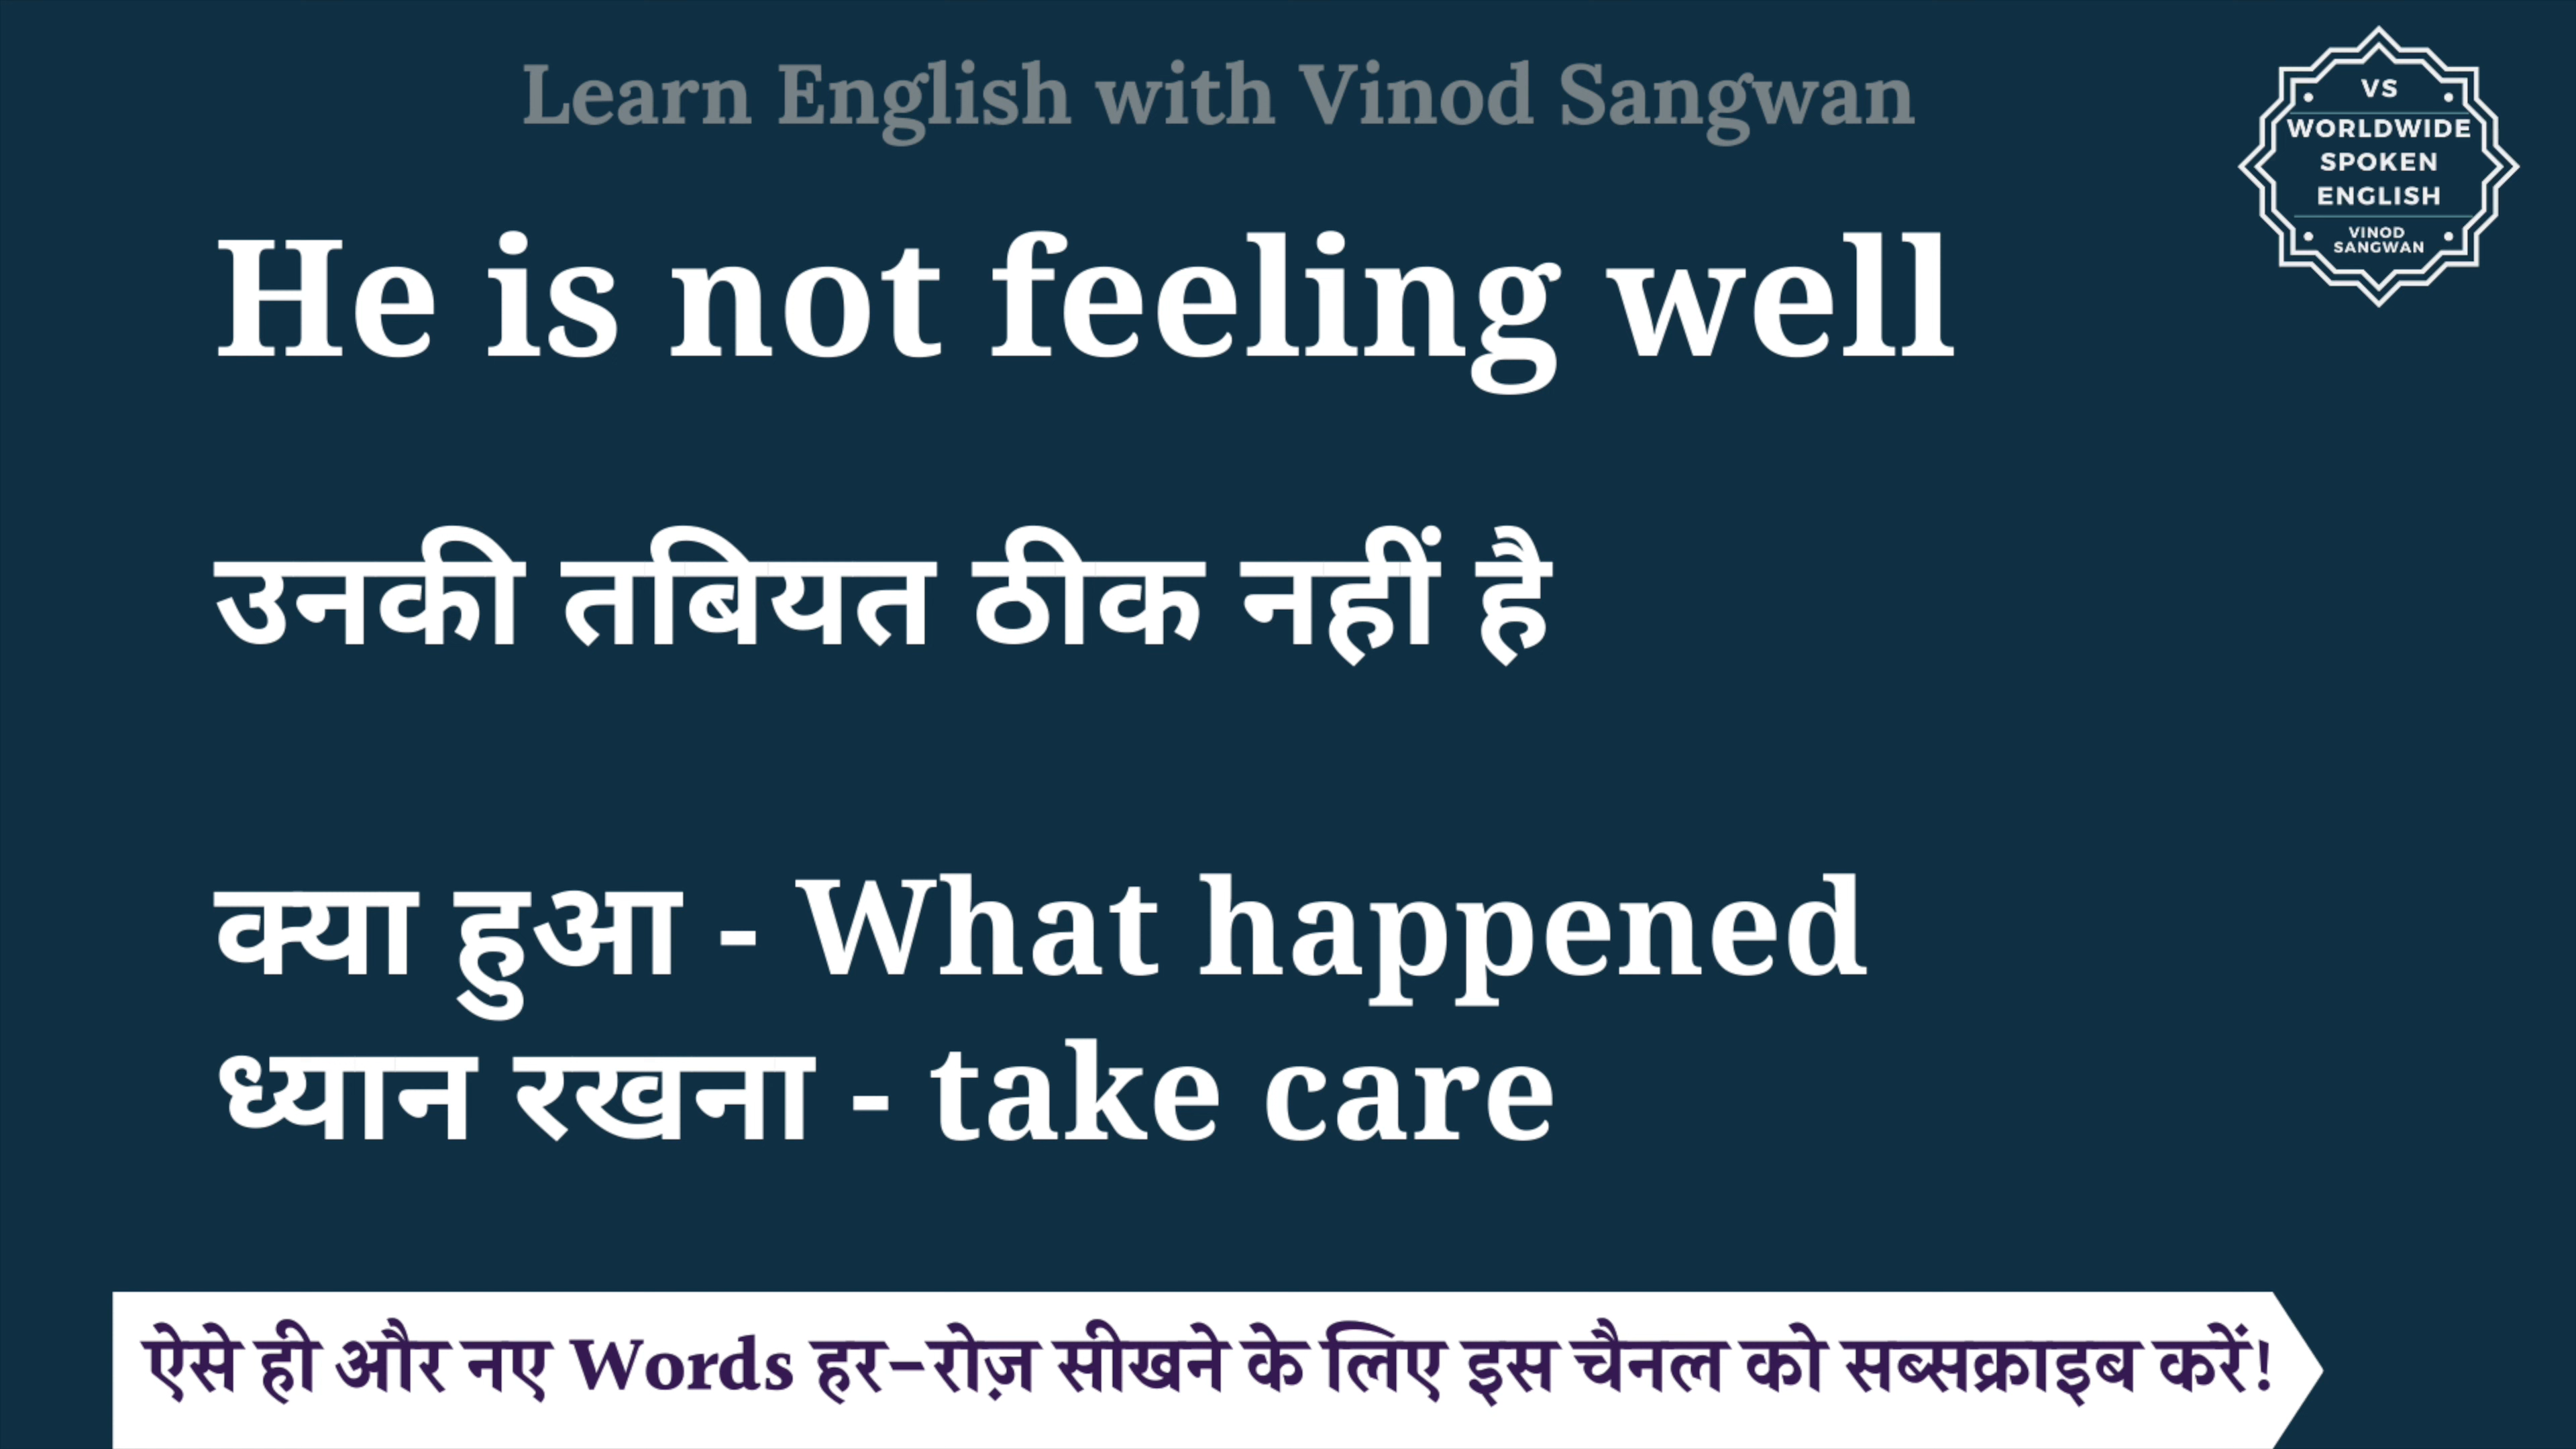 Learn English with Vinod Sangwan
VS
WORLDWIDE
SPOKEN
ENGLISH
VINOD
SANGWAN
He is not feeling well
उनकी तबियत ठीक नहीं है
क्या हुआ - What happened
ध्यान रखना - take care
ऐसे ही और नए Words हर-रोज़ सीखने के लिए इस चैनल को सब्सक्राइब करें!